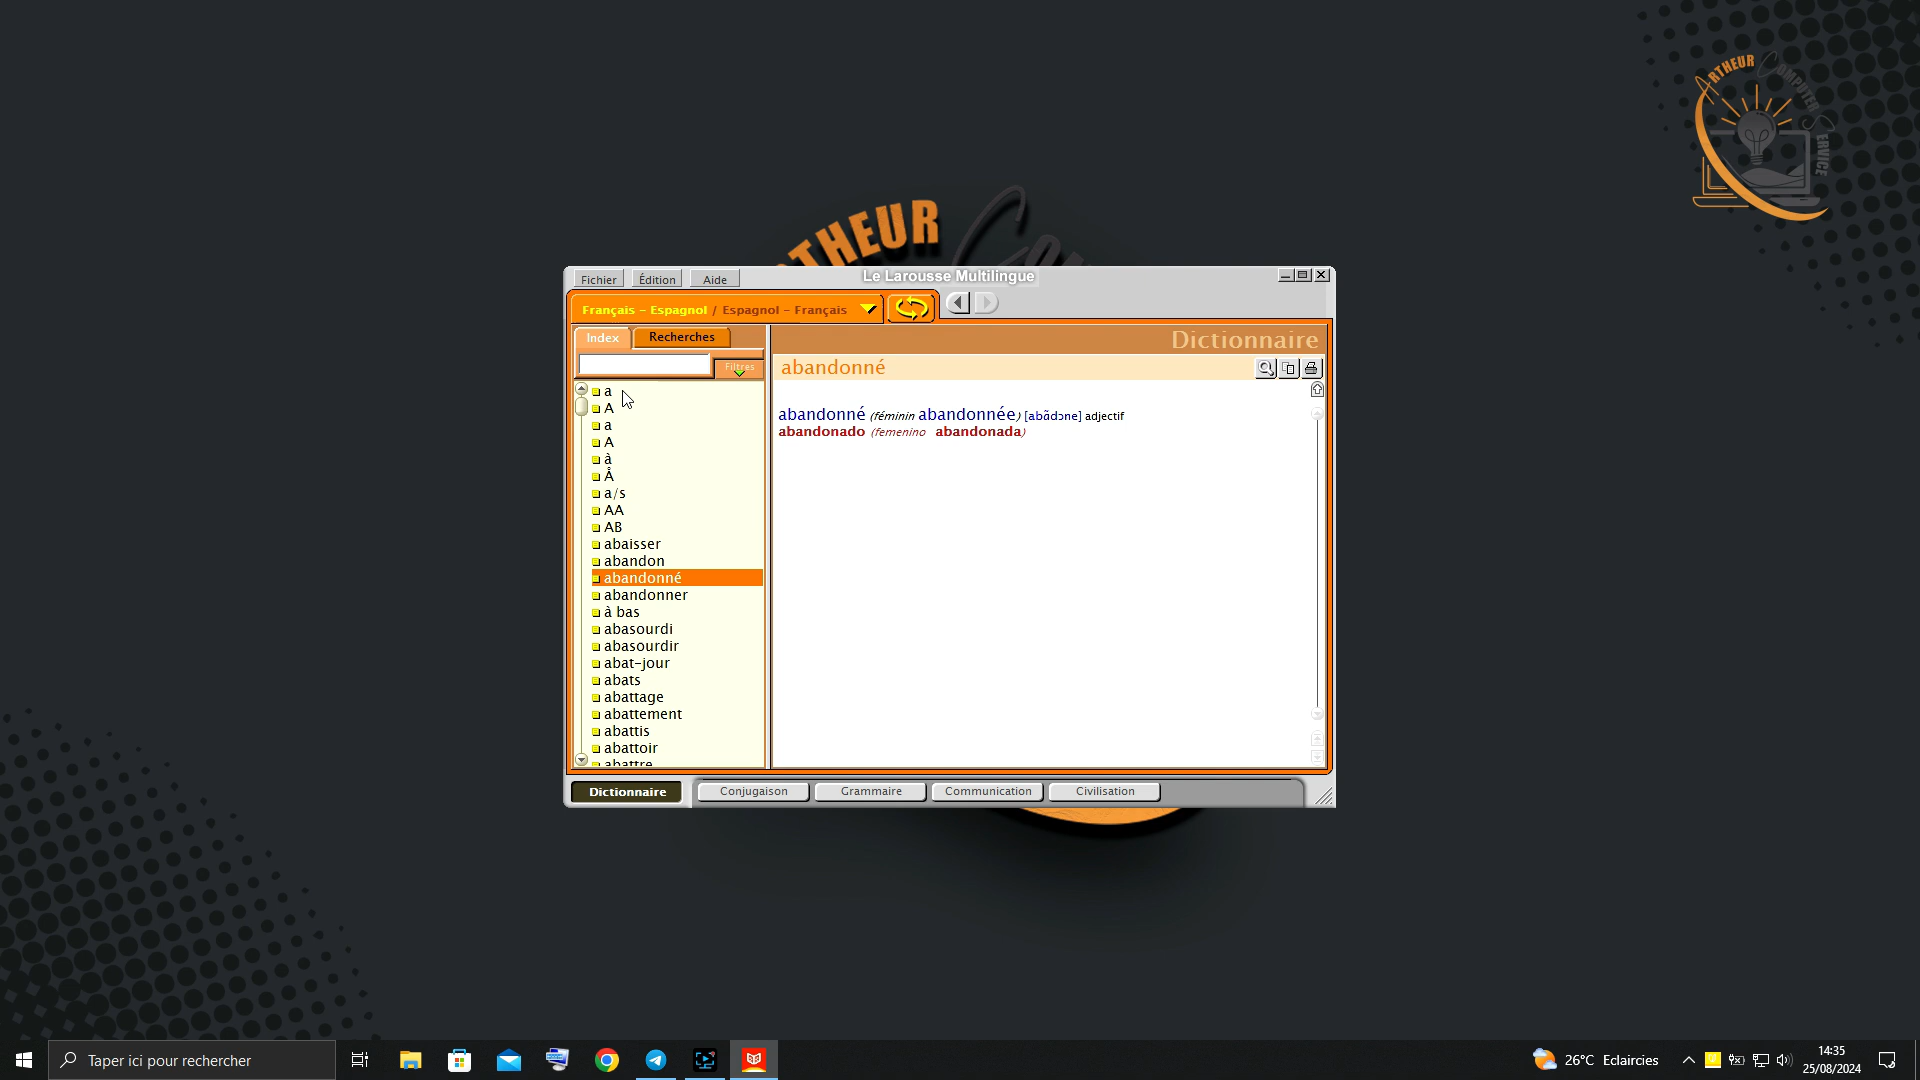 RTHEUR COMPUTER SERVICE
THEUR
Fichier Édition Aide Le Larousse Multilingue
Français - Espagnol / Espagnol - Français
Index Recherches Dictionnaire
Filtres
abandonné
a
A
a
A
à
Å
a/s
AA
AB
abaisser
abandon
abandonné
abandonner
à bas
abasourdi
abasourdir
abat-jour
abats
abattage
abattement
abattis
abattoir
abattre
abandonné (féminin abandonnée) [abɑ̃dɔne] adjectif
abandonado (femenino abandonada)
Dictionnaire Conjugaison Grammaire Communication Civilisation
Taper ici pour rechercher
26°C Eclaircies
14:35
25/08/2024